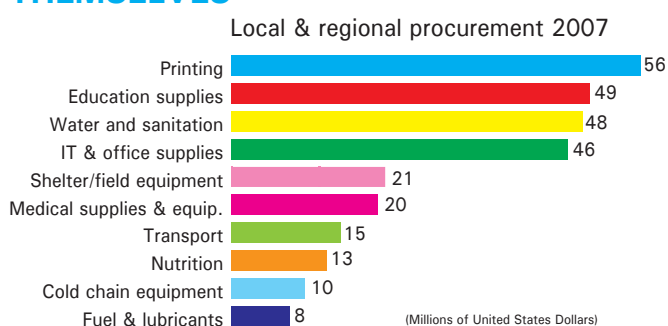 THEMSELVES
Local & regional procurement 2007
Printing 56
Education supplies 49
Water and sanitation 48
IT & office supplies 46
Shelter/field equipment 21
Medical supplies & equip. 20
Transport 15
Nutrition 13
Cold chain equipment 10
Fuel & lubricants 8
(Millions of United States Dollars)